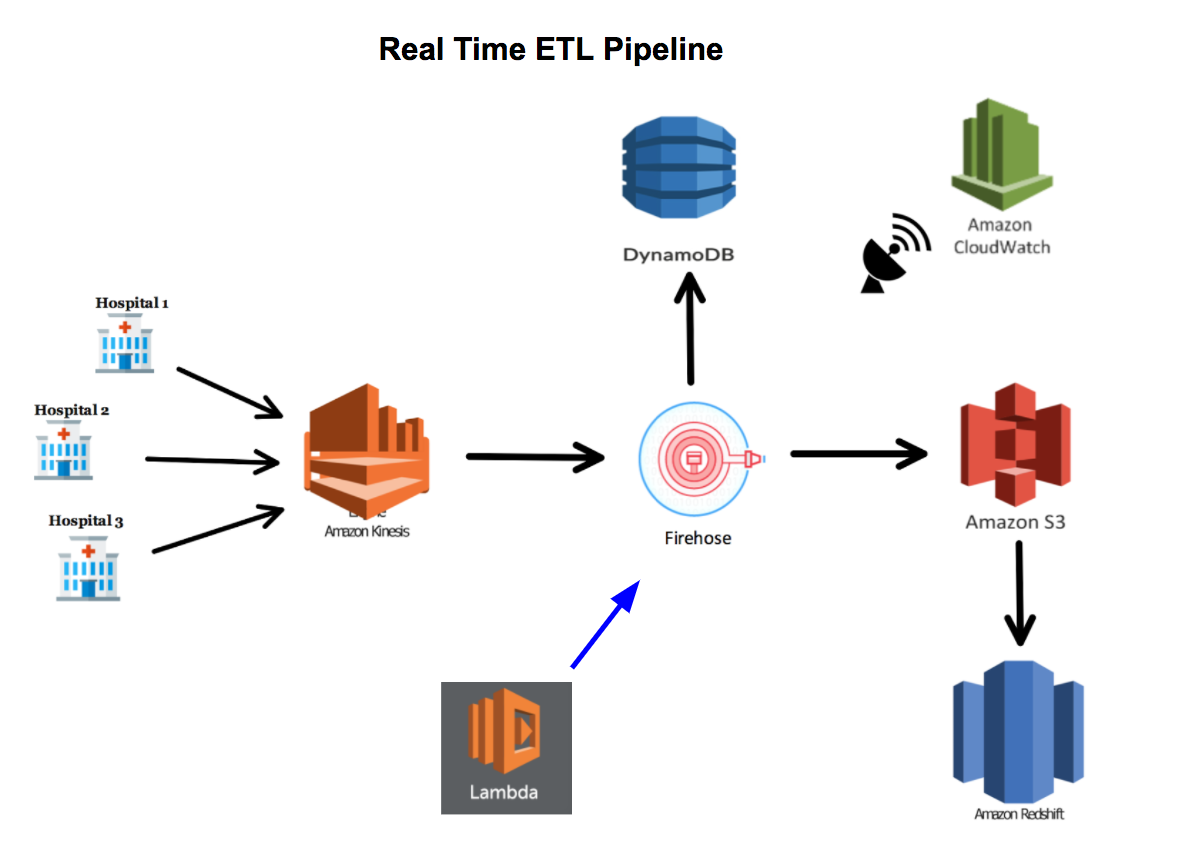 Real Time ETL Pipeline
DynamoDB
Amazon
CloudWatch
Hospital 1
Hospital 2
Hospital 3
Amazon Kinesis
Firehose
Amazon S3
Lambda
Amazon Redshift